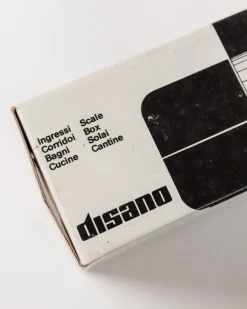 Ingressi Scale
Corridoi Box
Bagni Solai
Cucine Cantine
disano